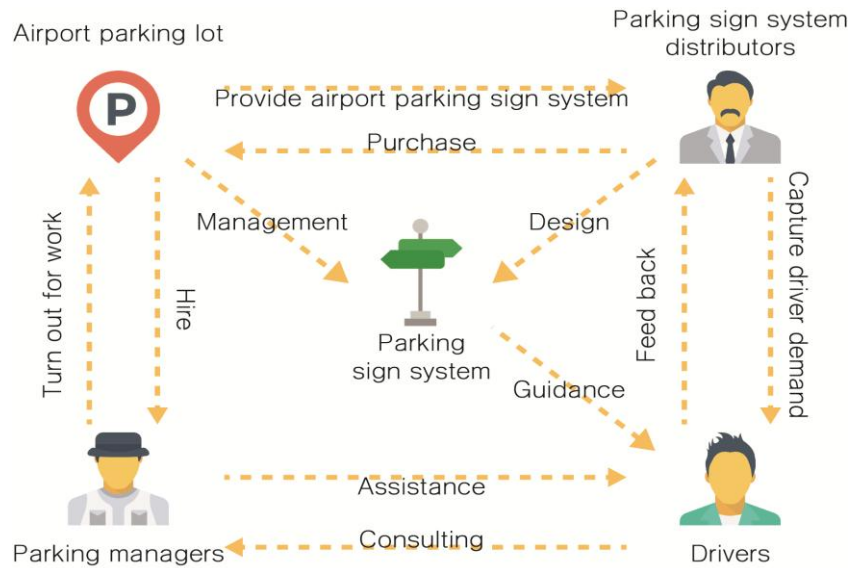 Airport parking lot
Parking sign system
distributors
P
Provide airport parking sign system
Purchase
Management
Design
Turn out for work
Hire
Feed back
Capture driver demand
Parking
sign system
Guidance
Assistance
Consulting
Parking managers
Drivers